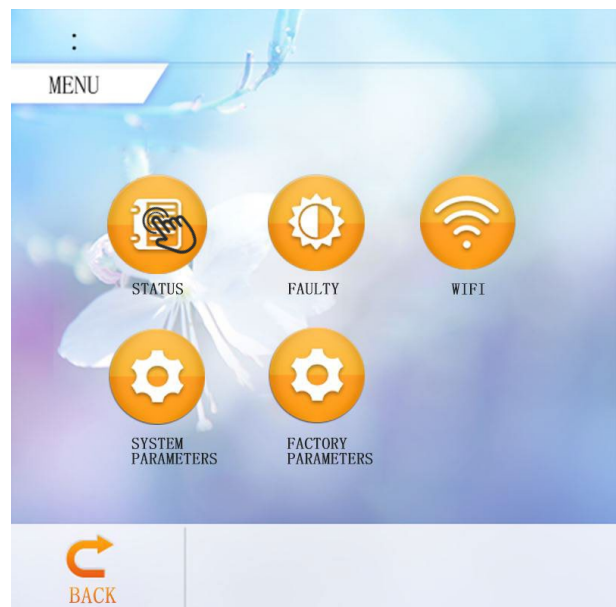 :
MENU
STATUS
FAULTY
WIFI
SYSTEM
PARAMETERS
FACTORY
PARAMETERS
BACK